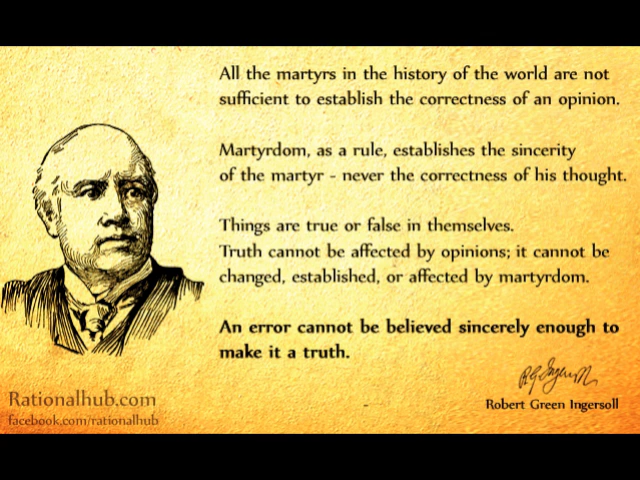 All the martyrs in the history of the world are not
sufficient to establish the correctness of an opinion.
Martyrdom, as a rule, establishes the sincerity
of the martyr - never the correctness of his thought.
Things are true or false in themselves.
Truth cannot be affected by opinions; it cannot be
changed, established, or affected by martyrdom.
An error cannot be believed sincerely enough to
make it a truth.
RG Ingersoll
Robert Green Ingersoll
Rationalhub.com
facebook.com/rationalhub